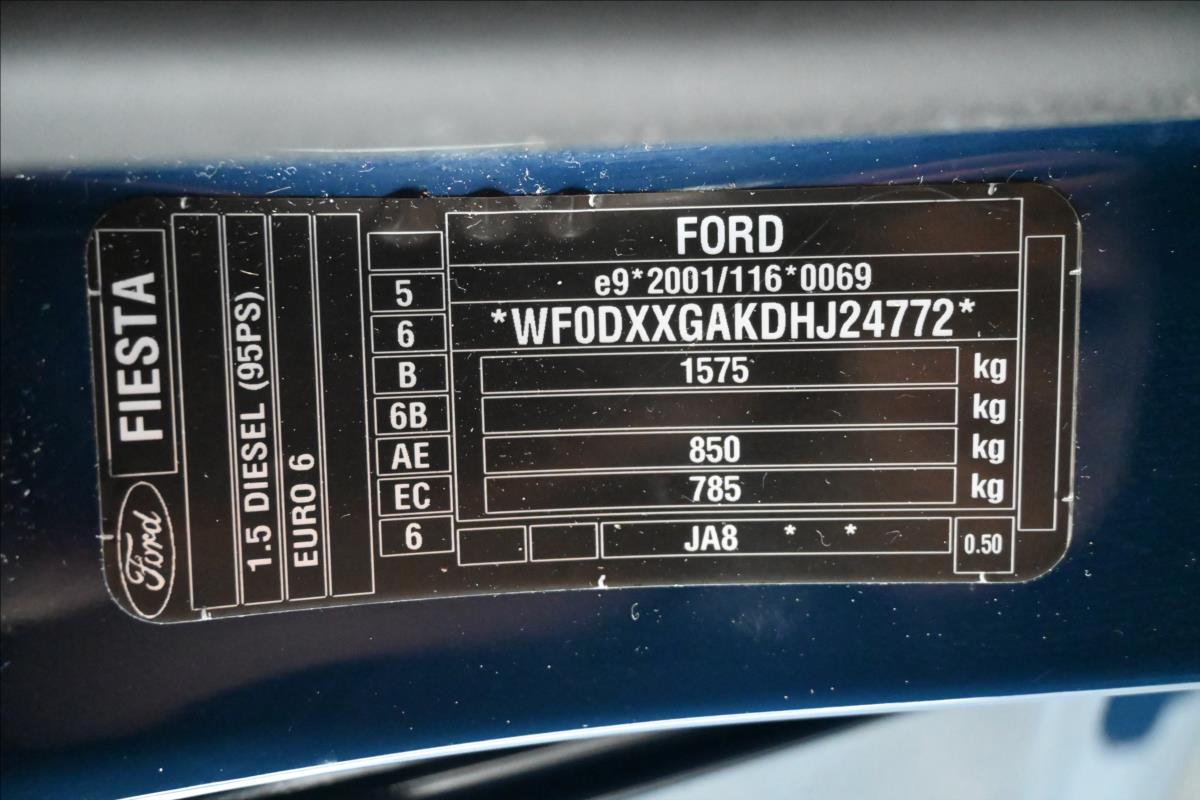 FIESTA
Ford
1.5 DIESEL (95PS)
EURO 6
5
6
B
6B
AE
EC
6
FORD
e9*2001/116*0069
*WF0DXXGAKDHJ24772*
1575 kg
kg
850 kg
785 kg
JA8 * *
0.50